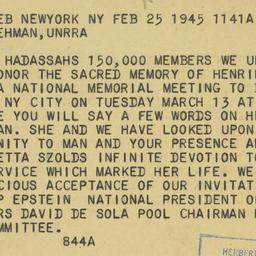 EB NEWYORK NY FEB 25 1945 1141A
EHMAN, UNRRA
HADASSAHS 150,000 MEMBERS WE U
ONOR THE SACRED MEMORY OF HENRI
A NATIONAL MEMORIAL MEETING TO
NY CITY ON TUESDAY MARCH 13 AT
E YOU WILL SAY A FEW WORDS ON H
AN. SHE AND WE HAVE LOOKED UPON
NITY TO MAN AND YOUR PRESENCE A
ETTA SZOLDS INFINITE DEVOTION T
ERVICE WHICH MARKED HER LIFE. WE
CIOUS ACCEPTANCE OF OUR INVITAT
P EPSTEIN NATIONAL PRESIDENT O
RS DAVID DE SOLA POOL CHAIRMAN
MMITTEE.
844A
HERBERT